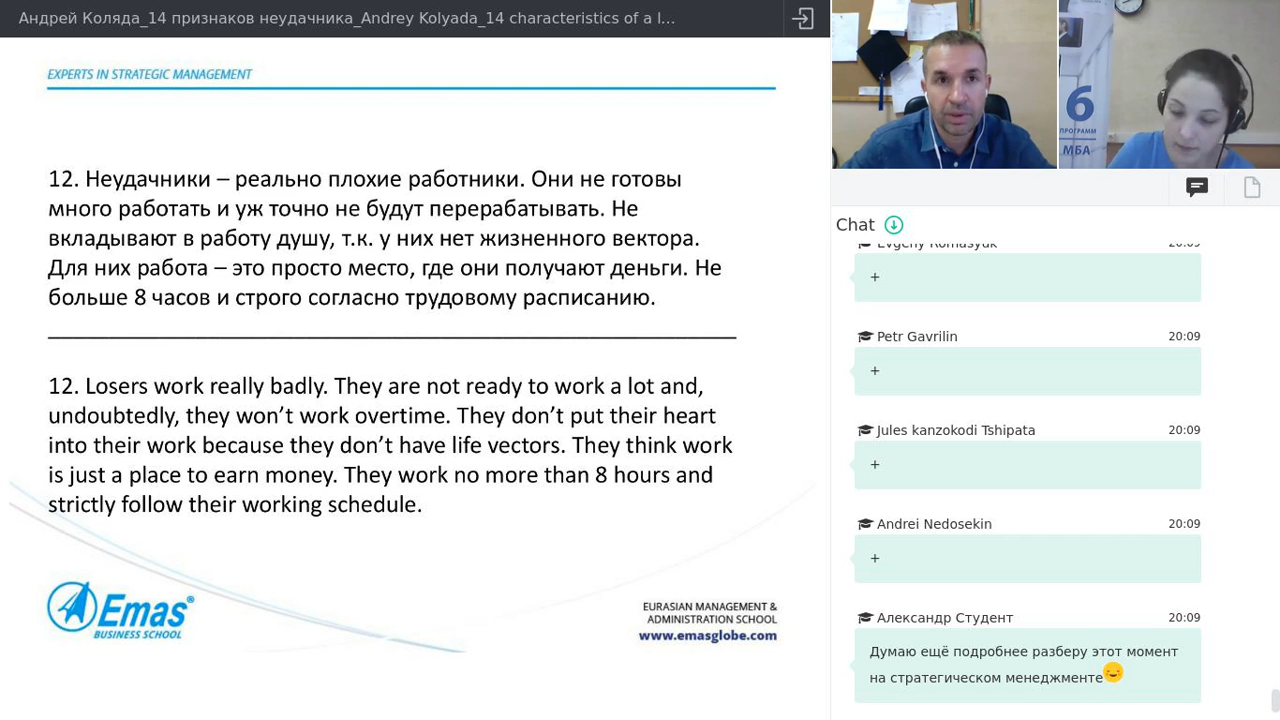 Андрей Коляда_14 признаков неудачника_Andrey Kolyada_14 characteristics of a l...
EXPERTS IN STRATEGIC MANAGEMENT
12. Неудачники – реально плохие работники. Они не готовы
много работать и уж точно не будут перерабатывать. Не
вкладывают в работу душу, т.к. у них нет жизненного вектора.
Для них работа – это просто место, где они получают деньги. Не
больше 8 часов и строго согласно трудовому расписанию.
12. Losers work really badly. They are not ready to work a lot and,
undoubtedly, they won't work overtime. They don't put their heart
into their work because they don't have life vectors. They think work
is just a place to earn money. They work no more than 8 hours and
strictly follow their working schedule.
Emas®
BUSINESS SCHOOL
EURASIAN MANAGEMENT &
ADMINISTRATION SCHOOL
www.emasglobe.com
6
ПРОГРАММ
МБА
Chat
Evgeny Romasyuk 20:09
+
Petr Gavrilin 20:09
+
Jules kanzokodi Tshipata 20:09
+
Andrei Nedosekin 20:09
+
Александр Студент 20:09
Думаю ещё подробнее разберу этот момент
на стратегическом менеджменте